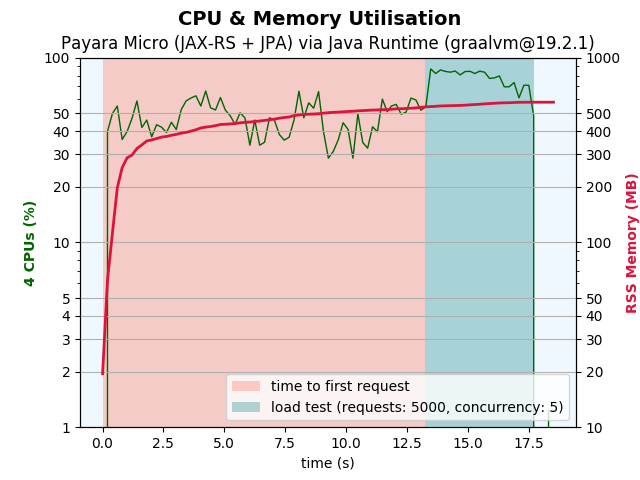 CPU & Memory Utilisation
Payara Micro (JAX-RS + JPA) via Java Runtime (graalvm@19.2.1)
100
50
40
30
20
10
5
4
3
2
1
4 CPUs (%)
1000
500
400
300
200
100
50
40
30
20
10
RSS Memory (MB)
time to first request
load test (requests: 5000, concurrency: 5)
0.0 2.5 5.0 7.5 10.0 12.5 15.0 17.5
time (s)